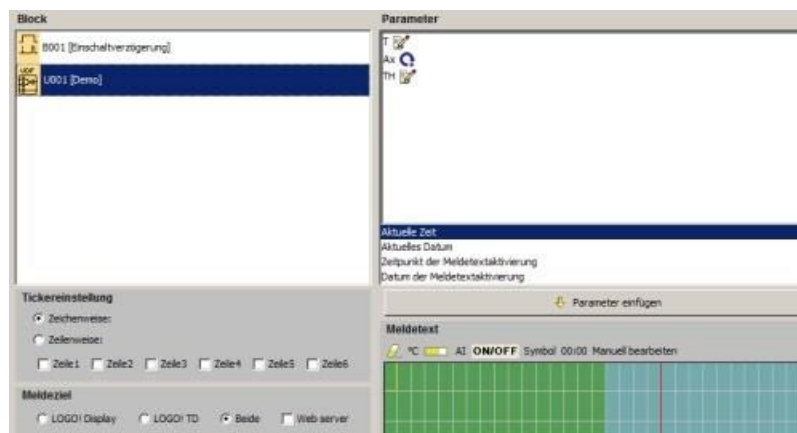 Block
B001 [Einschaltverzögerung]
UDF
U001 [Demo]
Parameter
T
Ax
TH
Aktuelle Zeit
Aktuelles Datum
Zeitpunkt der Meldetextaktivierung
Datum der Meldetextaktivierung
Parameter einfügen
Tickereinstellung
Zeichenweise:
Zeilenweise:
Zeile1 Zeile2 Zeile3 Zeile4 Zeile5 Zeile6
Meldeziel
LOGO! Display LOGO! TD Beide Web server
Meldetext
°C AI ON/OFF Symbol 00:00 Manuell bearbeiten